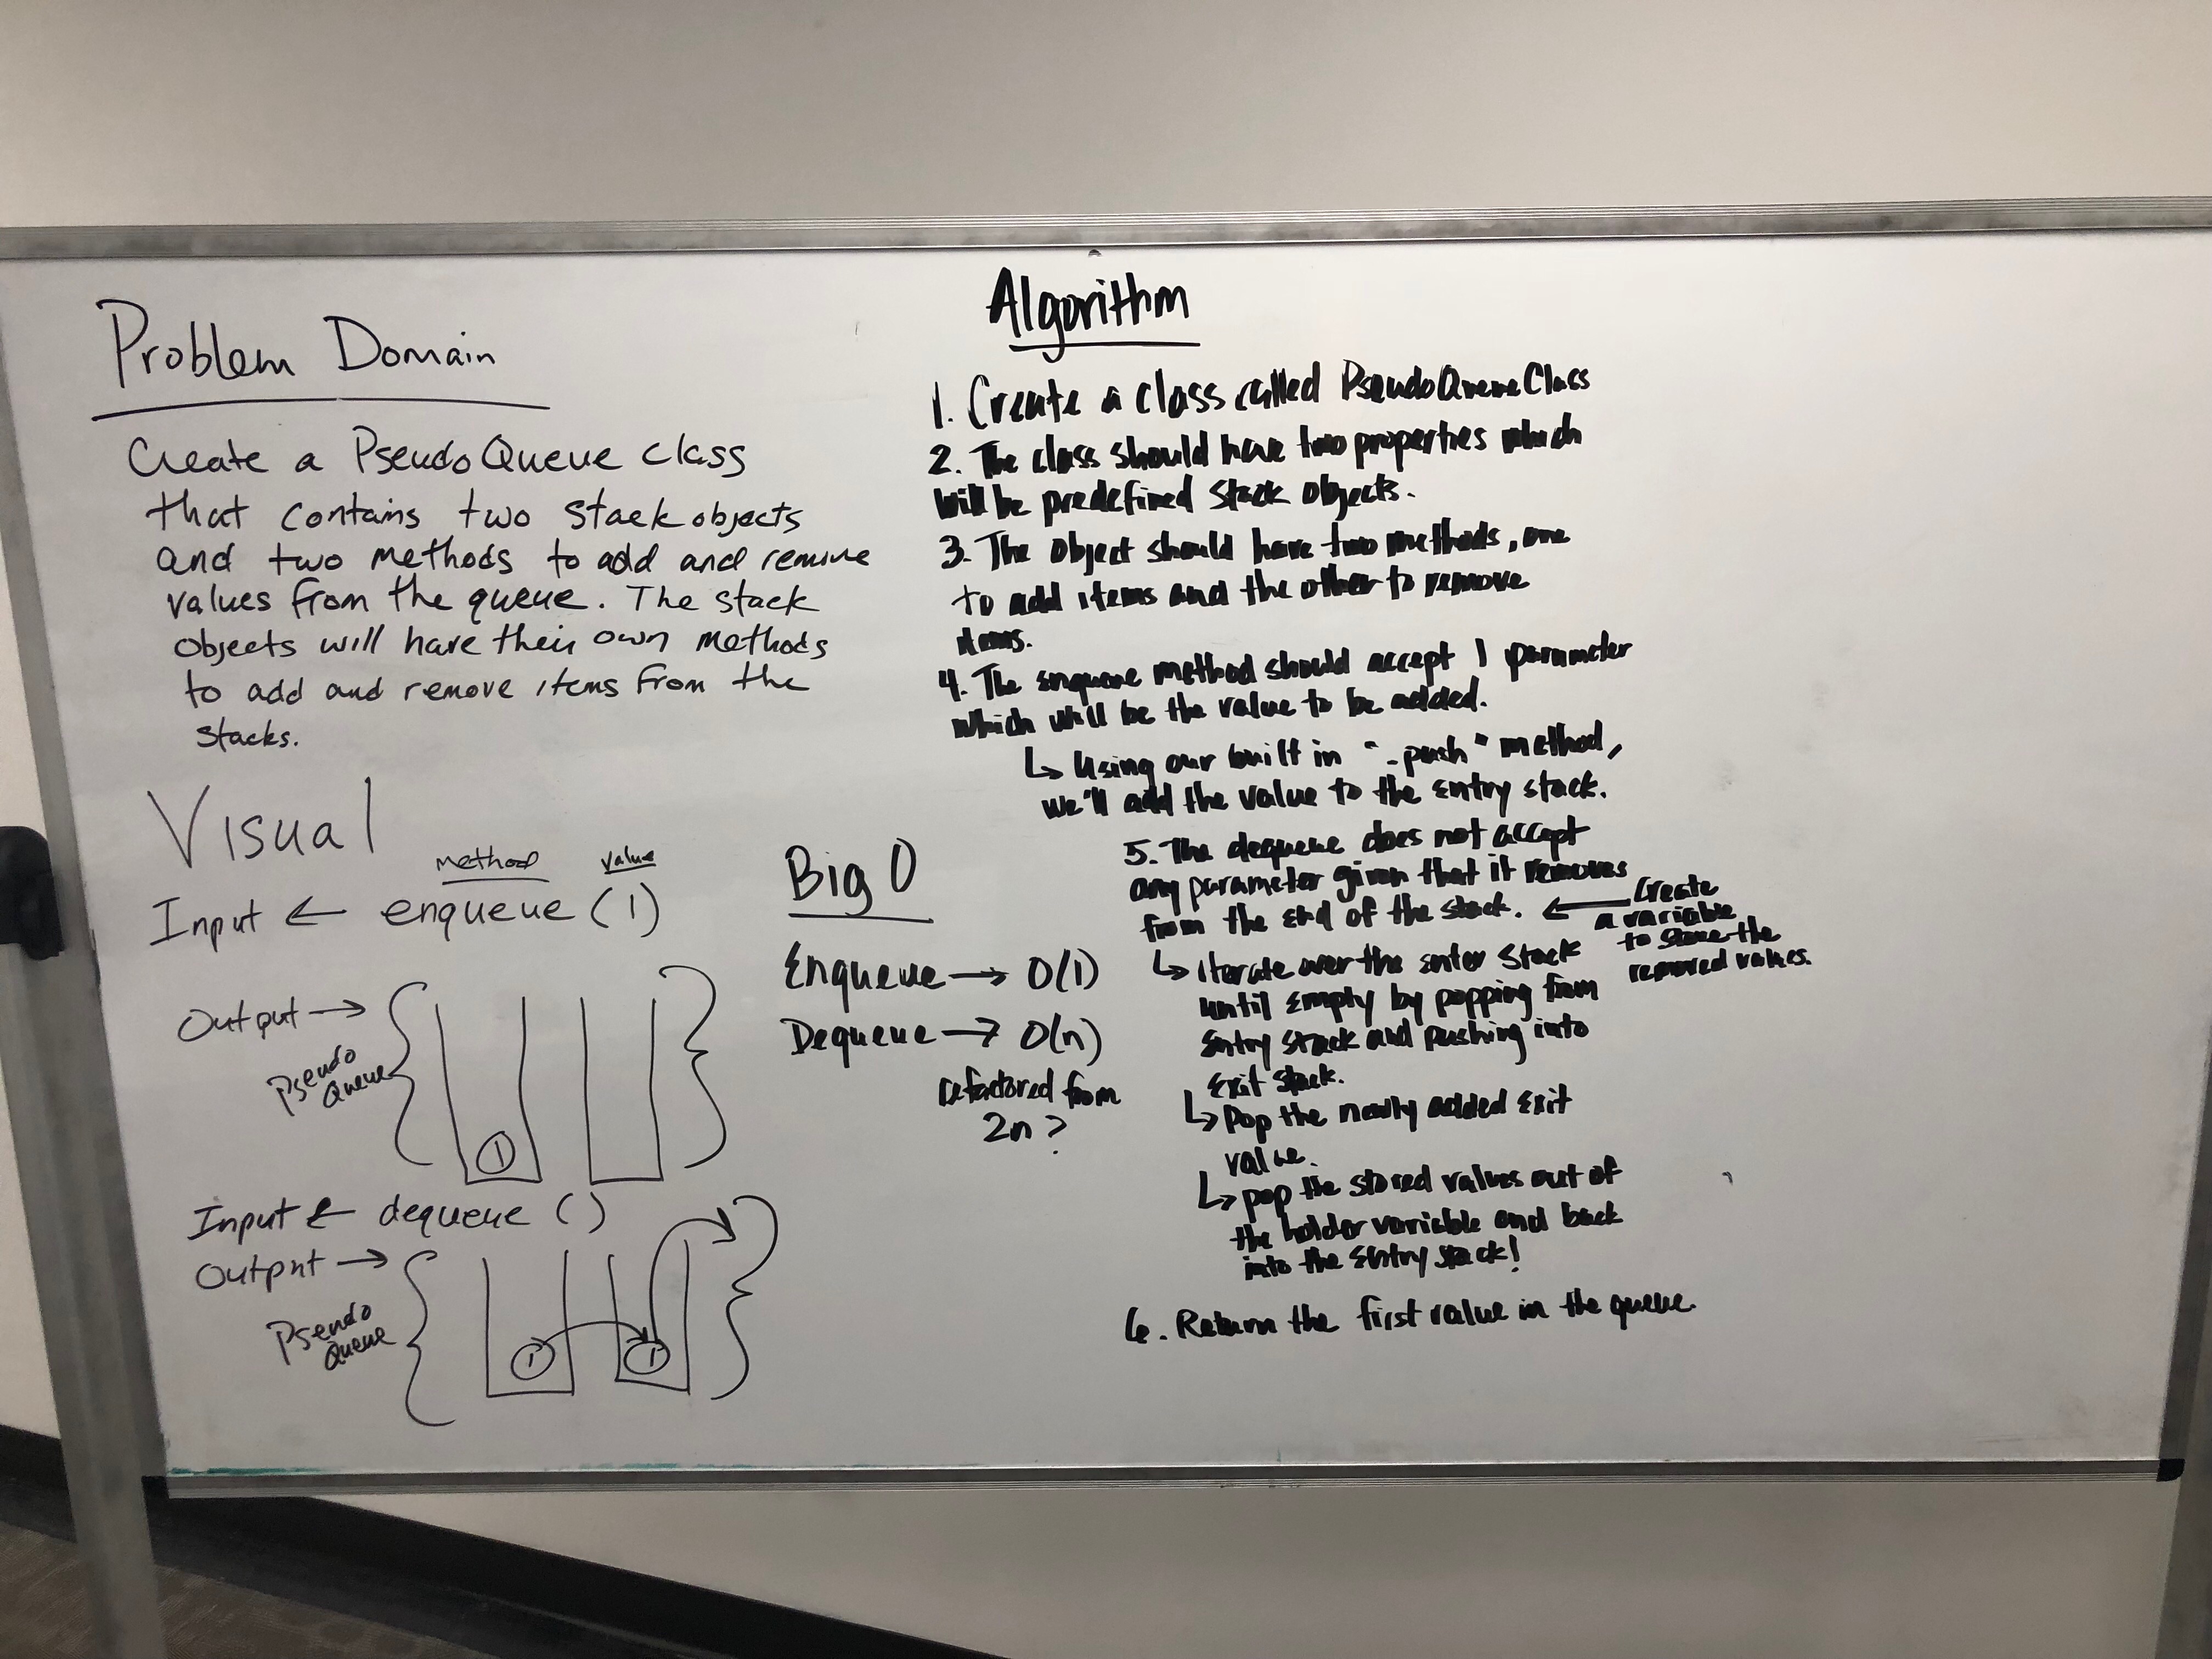 Problem Domain
Create a PseudoQueue class
that contains two stack objects
and two methods to add and remove
values from the queue. The stack
objects will have their own methods
to add and remove items from the
stacks.
Visual
method value
Input ← enqueue (1)
Output →
Pseudo
Queue
1
Input ← dequeue ( )
Output →
Pseudo
Queue
1 1
Big O
Enqueue → O(1)
Dequeue → O(n)
refactored from
2n ?
Algorithm
1. Create a class called PseudoQueueClass
2. The class should have two properties which
will be predefined stack objects.
3. The object should have two methods, one
to add items and the other to remove
items.
4. The enqueue method should accept 1 parameter
which will be the value to be added.
↳ Using our built in ".push" method,
we'll add the value to the entry stack.
5. The dequeue does not accept
any parameter given that it removes
from the end of the stack. ←
Create
a variable
to store the
removed values.
↳ iterate over the enter stack
until empty by popping from
entry stack and pushing into
exit stack.
↳ Pop the newly added exit
value.
↳ pop the stored values out of
the holder variable and back
into the entry stack!
6. Return the first value in the queue.